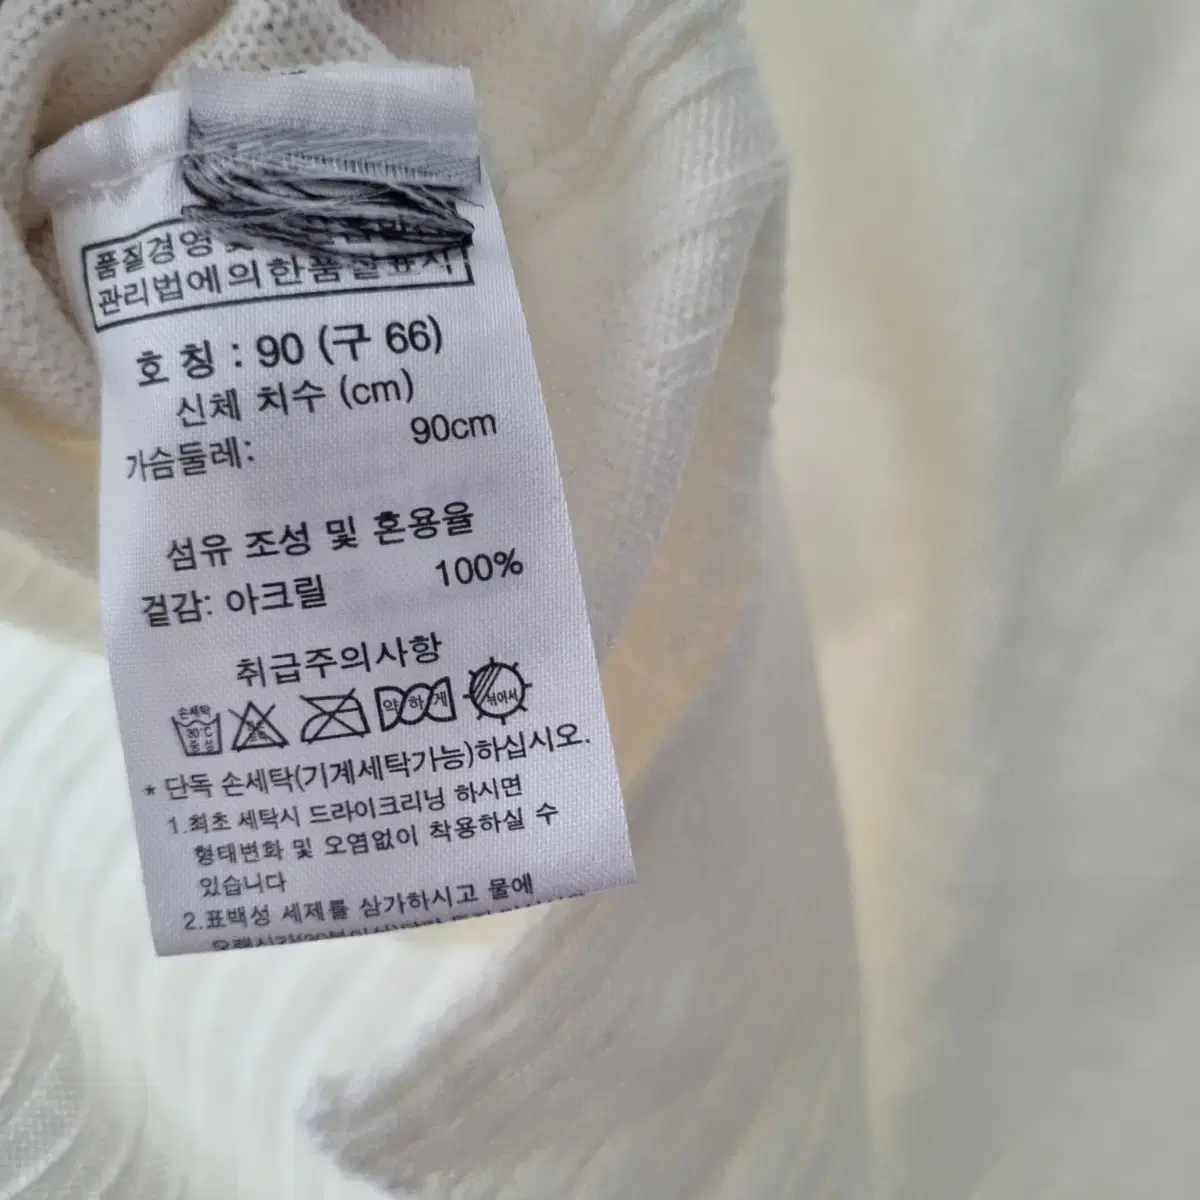 품질경영
관리법에의한품질표시
호 칭 : 90 (구 66)
신체 치수 (cm)
가슴둘레: 90cm
섬유 조성 및 혼용율
겉감: 아크릴 100%
취급주의사항
손세탁 30°C 중성 약하게 뉘어서
* 단독 손세탁(기계세탁가능)하십시오.
1.최초 세탁시 드라이크리닝 하시면
형태변화 및 오염없이 착용하실 수
있습니다
2.표백성 세제를 삼가하시고 물에